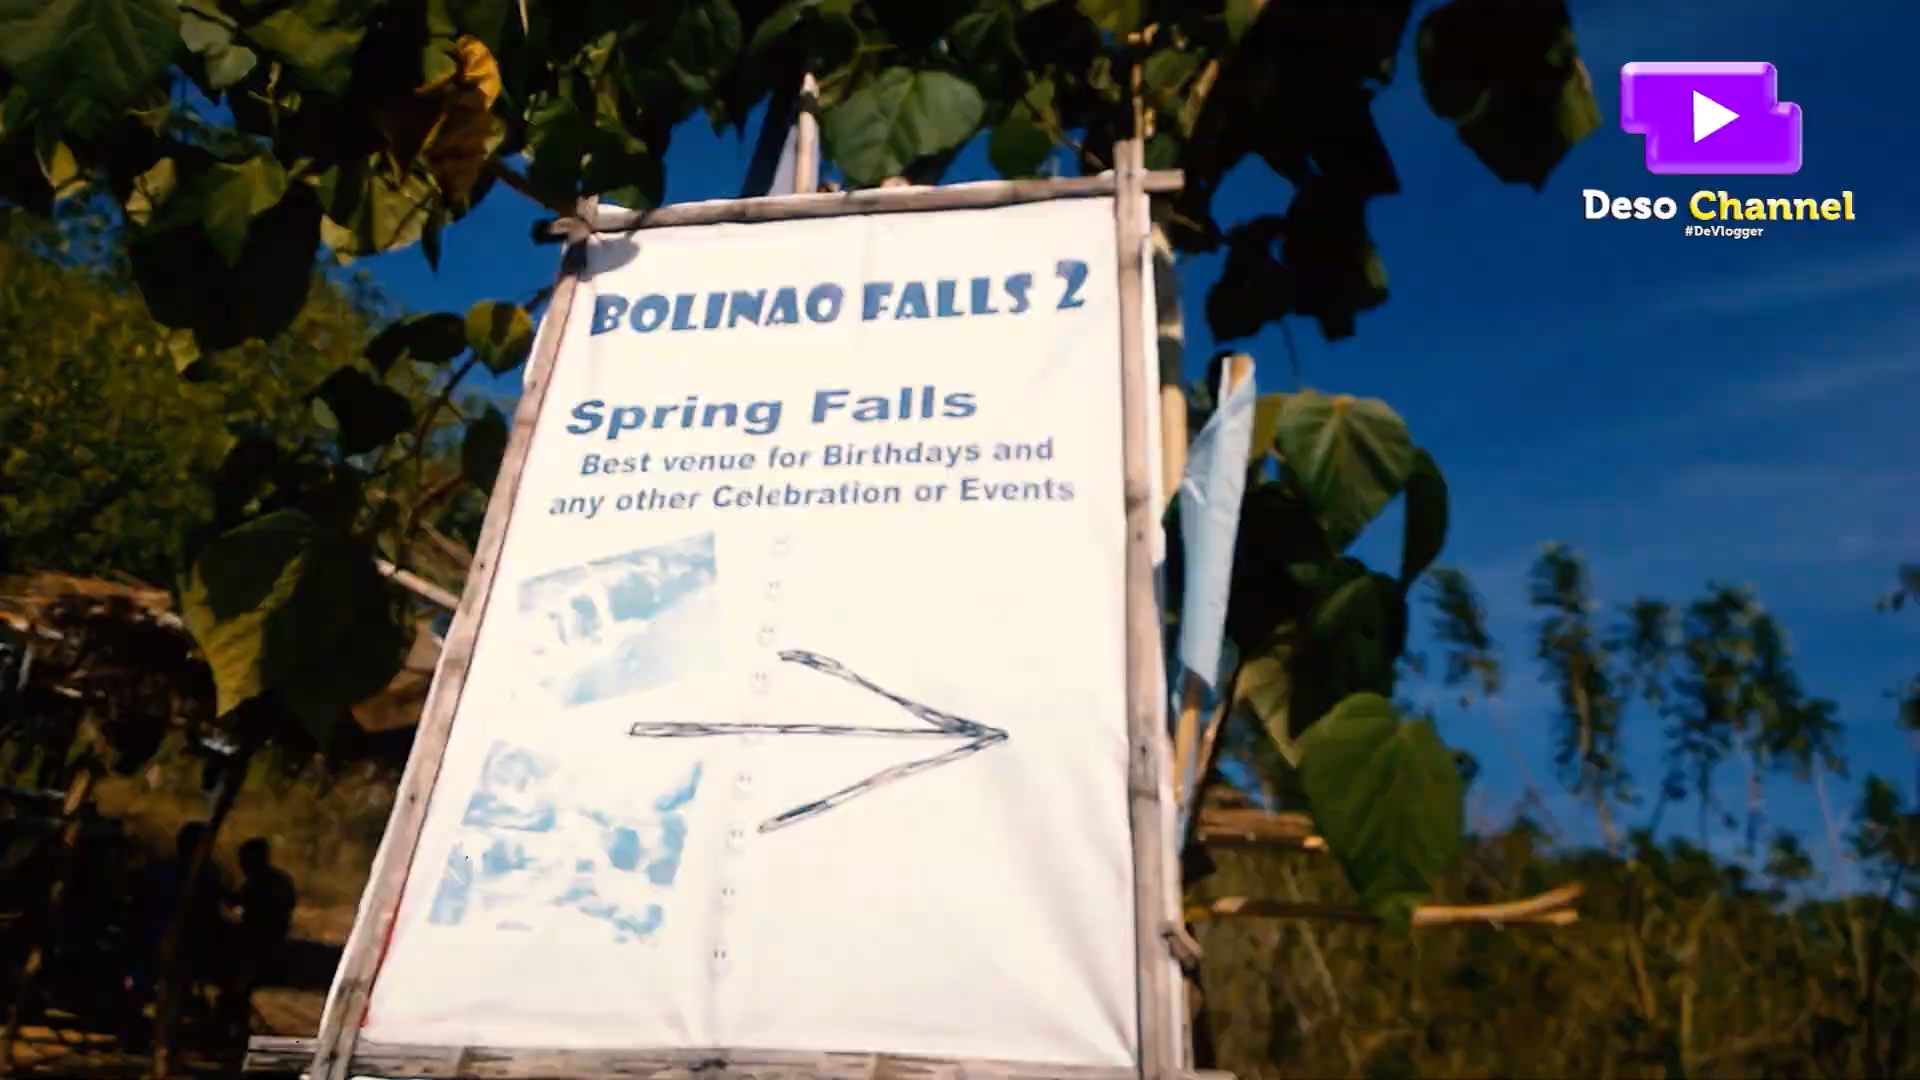 BOLINAO FALLS 2
Spring Falls
Best venue for Birthdays and
any other Celebration or Events
Deso Channel
#DeVlogger